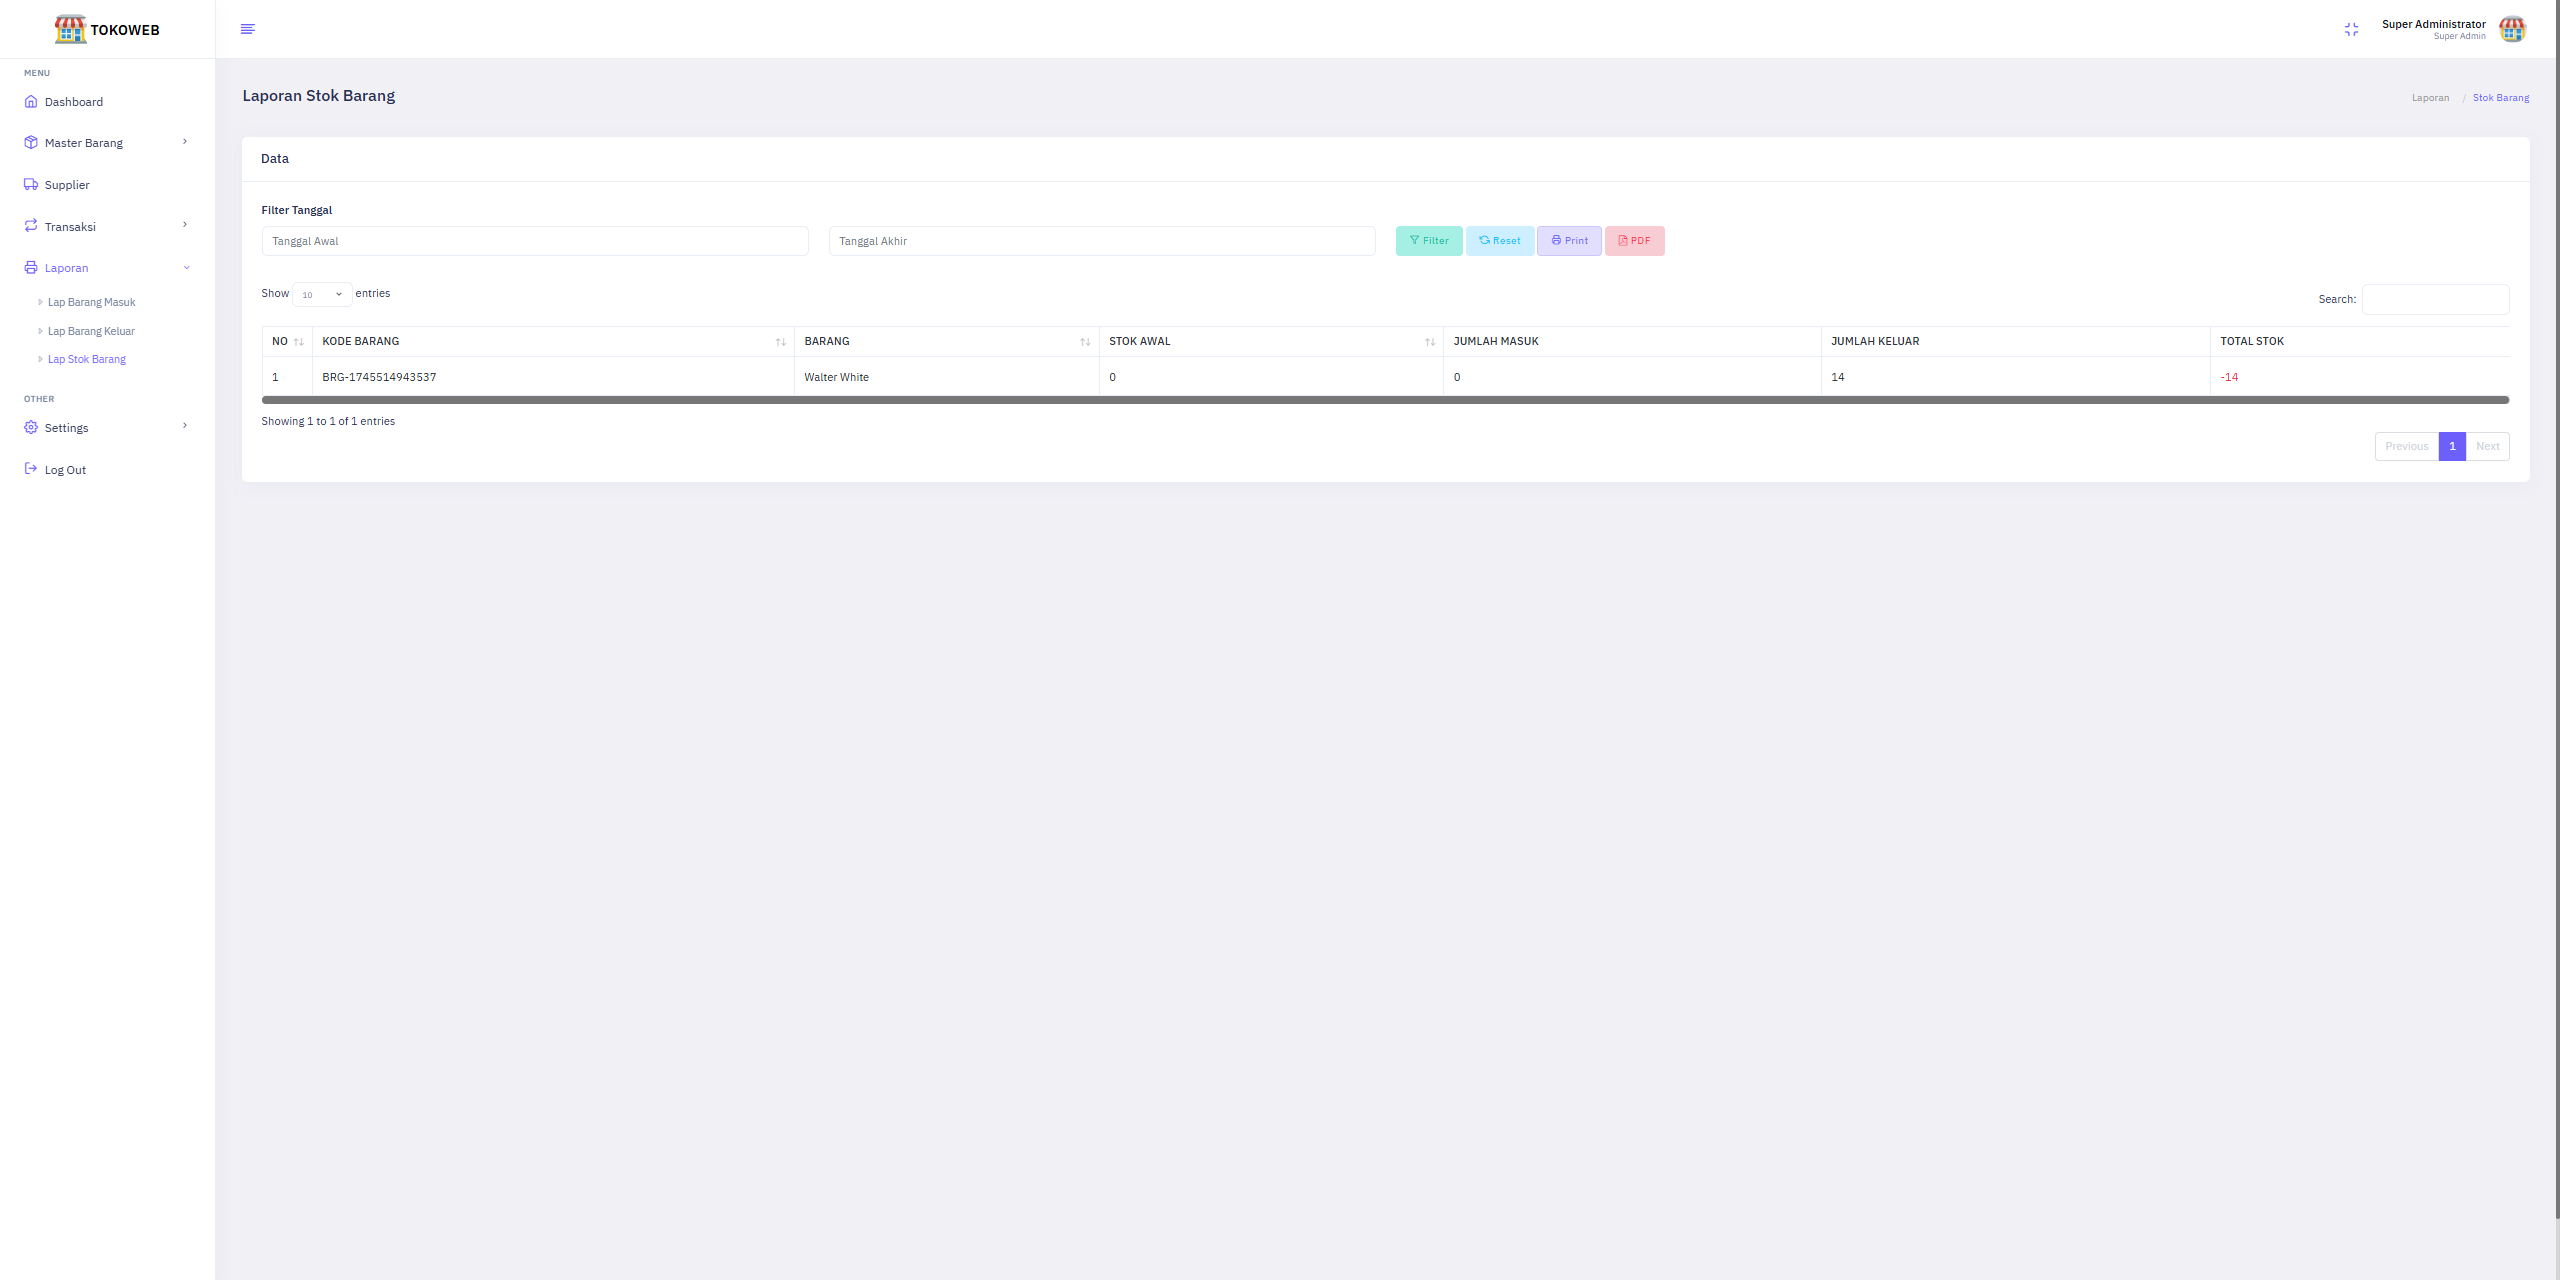 TOKOWEB
Super Administrator
Super Admin
MENU
Dashboard
Master Barang
Supplier
Transaksi
Laporan
Lap Barang Masuk
Lap Barang Keluar
Lap Stok Barang
OTHER
Settings
Log Out
Laporan Stok Barang
Laporan / Stok Barang
Data
Filter Tanggal
Tanggal Awal Tanggal Akhir Filter Reset Print PDF
Show 10 entries
Search:
NO KODE BARANG BARANG STOK AWAL JUMLAH MASUK JUMLAH KELUAR TOTAL STOK
1 BRG-1745514943537 Walter White 0 0 14 -14
Showing 1 to 1 of 1 entries
Previous 1 Next